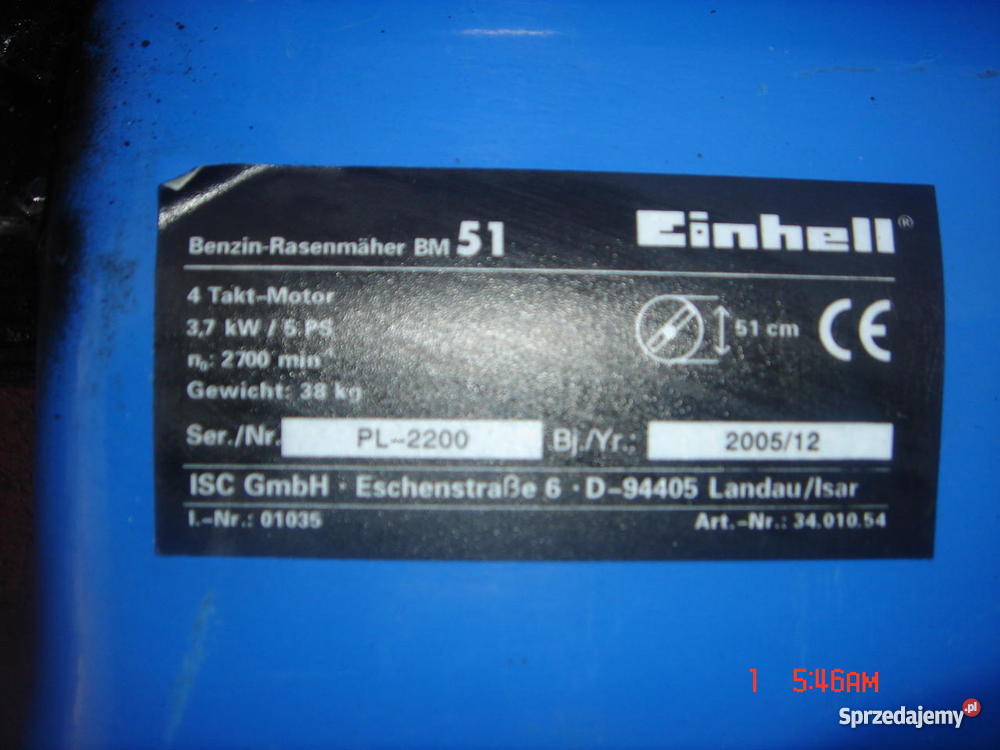 Benzin-Rasenmäher BM 51 Einhell®
4 Takt-Motor
3,7 kW / 5 PS
n₀: 2700 min⁻¹
51 cm CE
Gewicht: 38 kg
Ser./Nr. PL-2200 Bj./Yr.: 2005/12
ISC GmbH · Eschenstraße 6 · D-94405 Landau/Isar
I.-Nr.: 01035 Art.-Nr.: 34.010.54
1 5:46AM
Sprzedajemy.pl